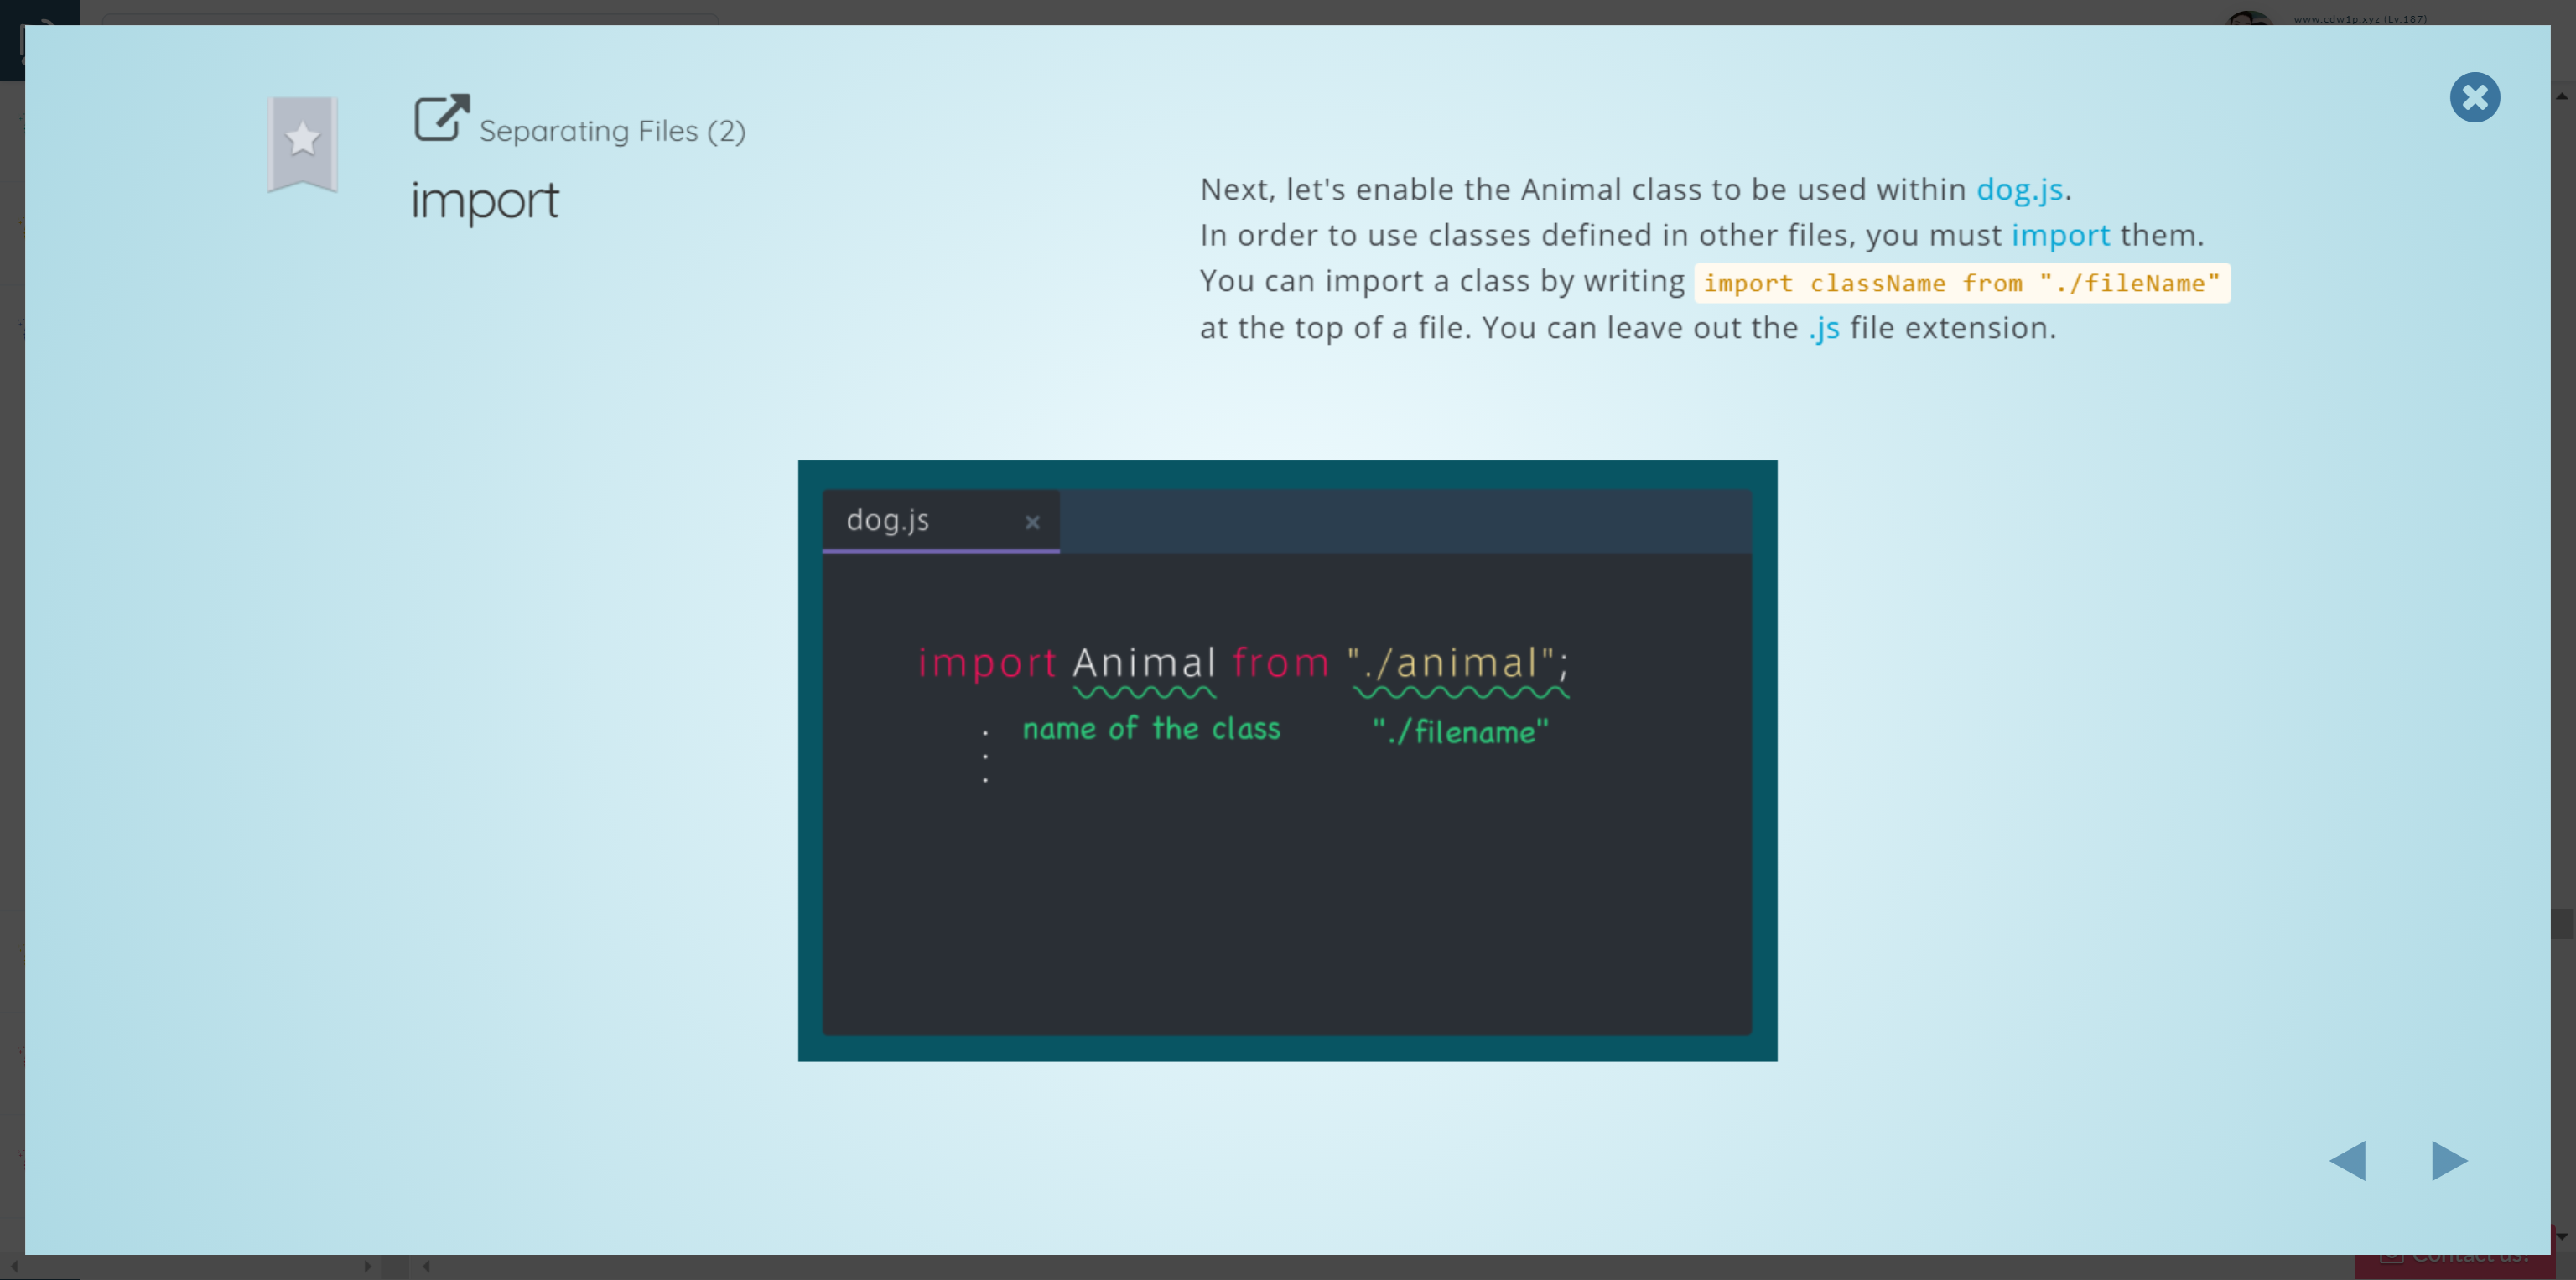 www.cdw1p.xyz (Lv.187)
Separating Files (2)
import
Next, let's enable the Animal class to be used within dog.js.
In order to use classes defined in other files, you must import them.
You can import a class by writing import className from "./fileName"
at the top of a file. You can leave out the .js file extension.
dog.js
import Animal from "./animal";
name of the class "./filename"
Contact us!